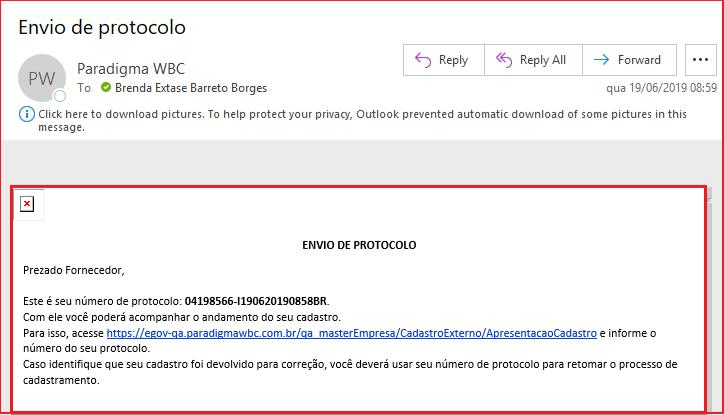 Envio de protocolo
PW
Paradigma WBC
To Brenda Extase Barreto Borges
Reply
Reply All
Forward
qua 19/06/2019 08:59
Click here to download pictures. To help protect your privacy, Outlook prevented automatic download of some pictures in this
message.
ENVIO DE PROTOCOLO
Prezado Fornecedor,
Este é seu número de protocolo: 04198566-I190620190858BR.
Com ele você poderá acompanhar o andamento do seu cadastro.
Para isso, acesse https://egov-qa.paradigmawbc.com.br/qa_masterEmpresa/CadastroExterno/ApresentacaoCadastro e informe o
número do seu protocolo.
Caso identifique que seu cadastro foi devolvido para correção, você deverá usar seu número de protocolo para retomar o processo de
cadastramento.